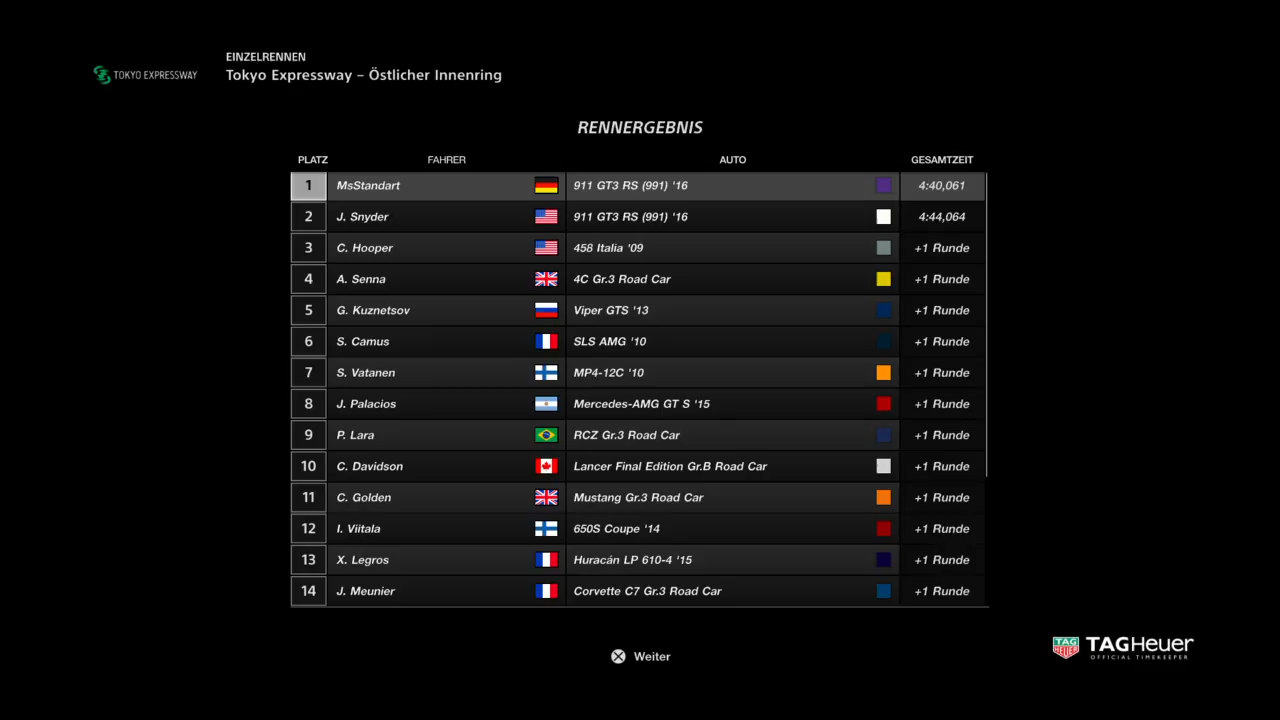 EINZELRENNEN
TOKYO EXPRESSWAY
Tokyo Expressway – Östlicher Innenring
RENNERGEBNIS
PLATZ FAHRER AUTO GESAMTZEIT
1 MsStandart 911 GT3 RS (991) '16 4:40,061
2 J. Snyder 911 GT3 RS (991) '16 4:44,064
3 C. Hooper 458 Italia '09 +1 Runde
4 A. Senna 4C Gr.3 Road Car +1 Runde
5 G. Kuznetsov Viper GTS '13 +1 Runde
6 S. Camus SLS AMG '10 +1 Runde
7 S. Vatanen MP4-12C '10 +1 Runde
8 J. Palacios Mercedes-AMG GT S '15 +1 Runde
9 P. Lara RCZ Gr.3 Road Car +1 Runde
10 C. Davidson Lancer Final Edition Gr.B Road Car +1 Runde
11 C. Golden Mustang Gr.3 Road Car +1 Runde
12 I. Viitala 650S Coupe '14 +1 Runde
13 X. Legros Huracán LP 610-4 '15 +1 Runde
14 J. Meunier Corvette C7 Gr.3 Road Car +1 Runde
Weiter
TAG HEUER TAGHeuer
OFFICIAL TIMEKEEPER